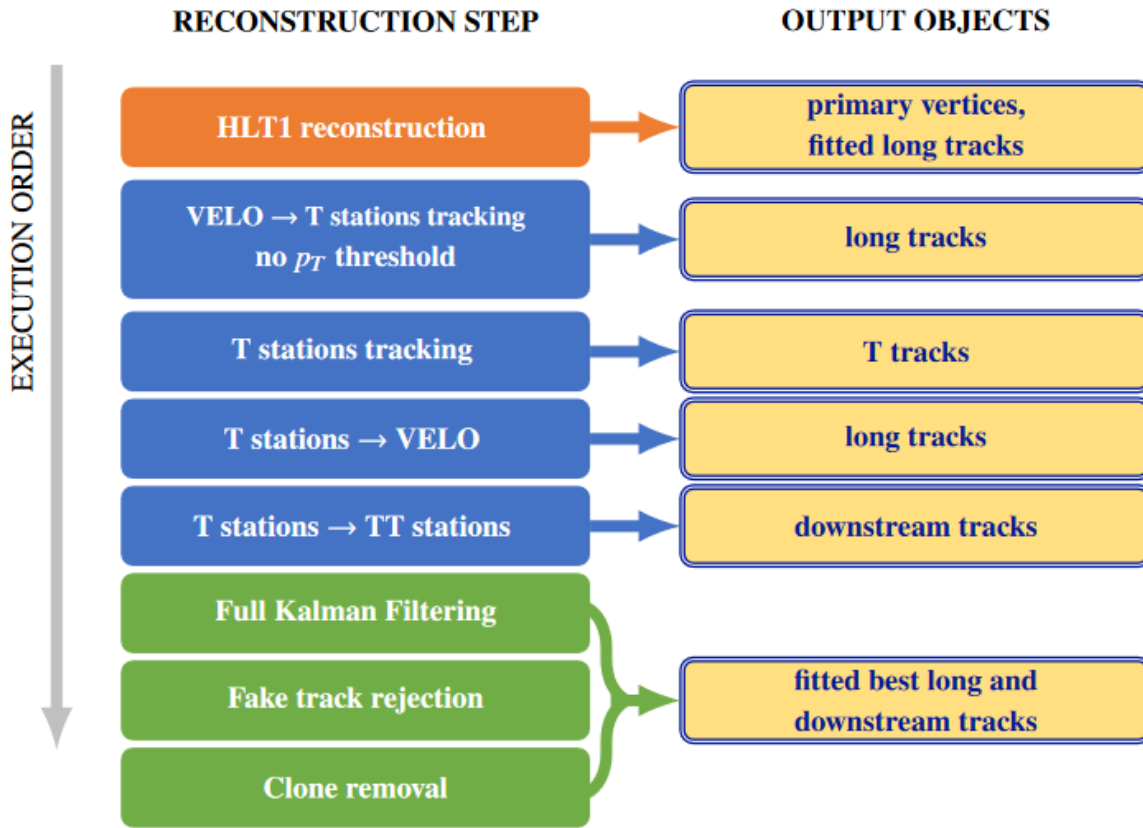 RECONSTRUCTION STEP
OUTPUT OBJECTS
EXECUTION ORDER
HLT1 reconstruction
primary vertices,
fitted long tracks
VELO → T stations tracking
no p_T threshold
long tracks
T stations tracking
T tracks
T stations → VELO
long tracks
T stations → TT stations
downstream tracks
Full Kalman Filtering
Fake track rejection
Clone removal
fitted best long and
downstream tracks